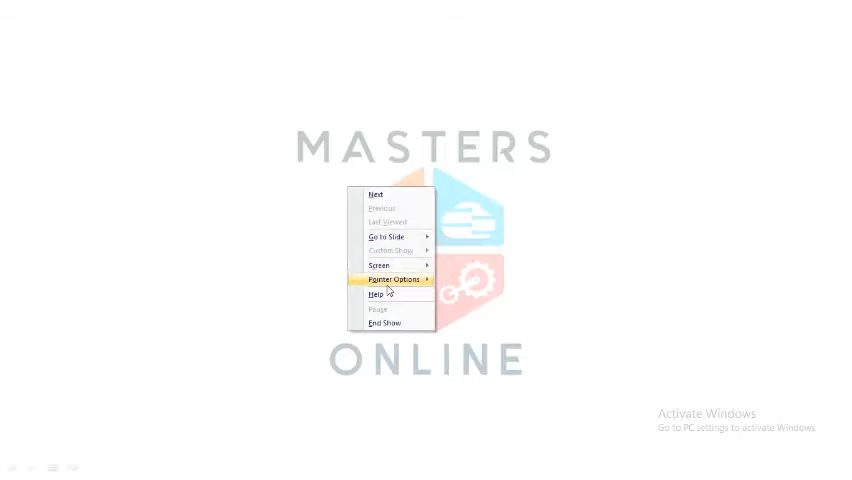 MASTERS
Next
Previous
Last Viewed
Go to Slide
Custom Show
Screen
Pointer Options
Help
Pause
End Show
ONLINE
Activate Windows
Go to PC settings to activate Windows